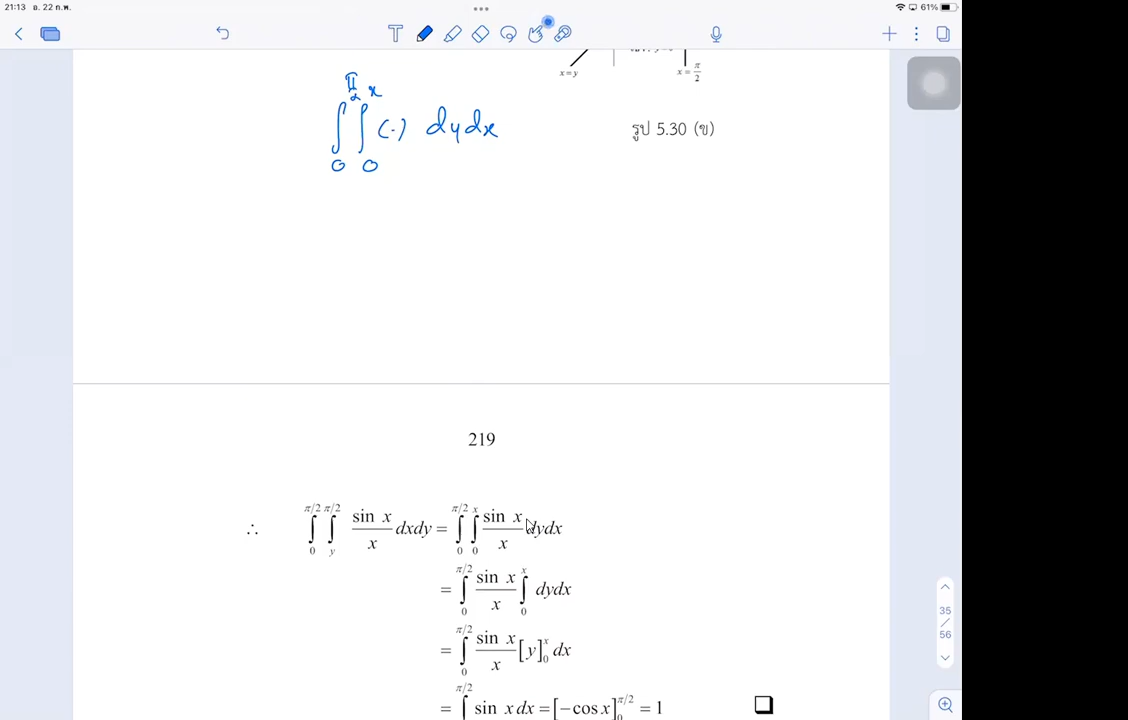 21:13 อ. 22 ก.พ.
61%
x=y
x = π/2
∫₀^{π/2} ∫₀^{x} (·) dydx
รูป 5.30 (ข)
219
∴ ∫₀^{π/2} ∫_y^{π/2} (sin x)/x dxdy = ∫₀^{π/2} ∫₀^{x} (sin x)/x dydx
= ∫₀^{π/2} (sin x)/x ∫₀^{x} dydx
= ∫₀^{π/2} (sin x)/x [y]₀^{x} dx
= ∫^{π/2} sin x dx = [−cos x]₀^{π/2} = 1
35
/
56